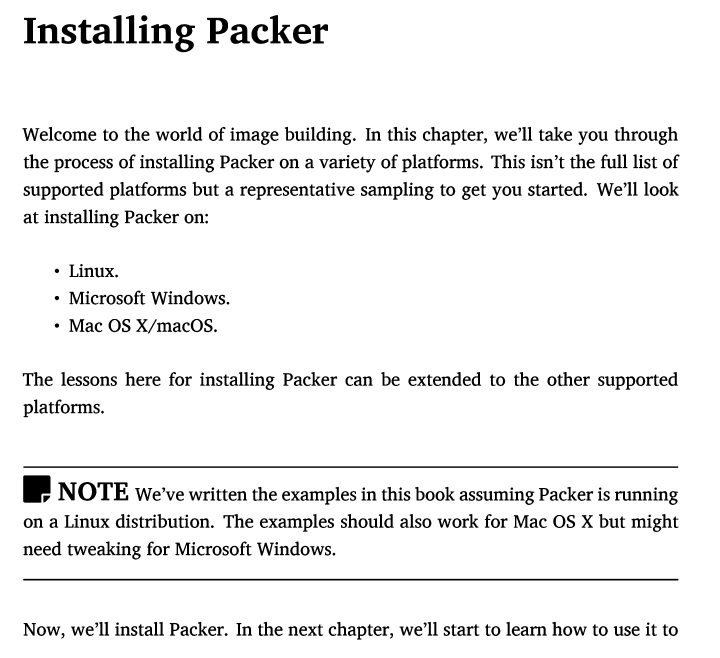 Installing Packer
Welcome to the world of image building. In this chapter, we'll take you through
the process of installing Packer on a variety of platforms. This isn't the full list of
supported platforms but a representative sampling to get you started. We'll look
at installing Packer on:
• Linux.
• Microsoft Windows.
• Mac OS X/macOS.
The lessons here for installing Packer can be extended to the other supported
platforms.
NOTE We've written the examples in this book assuming Packer is running
on a Linux distribution. The examples should also work for Mac OS X but might
need tweaking for Microsoft Windows.
Now, we'll install Packer. In the next chapter, we'll start to learn how to use it to